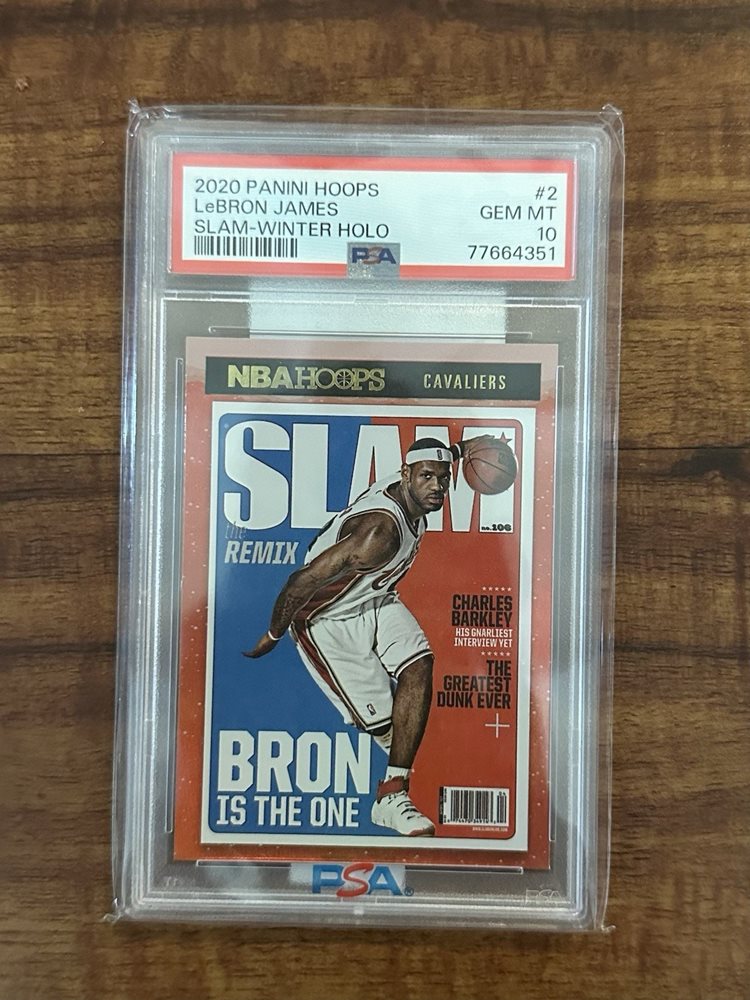 2020 PANINI HOOPS #2
LeBRON JAMES GEM MT
SLAM-WINTER HOLO 10
PSA 77664351
NBA HOOPS CAVALIERS
SLAM
no.106
the
REMIX
CHARLES
BARKLEY
HIS GNARLIEST
INTERVIEW YET
THE
GREATEST
DUNK EVER
BRON
IS THE ONE
PSA
PSA